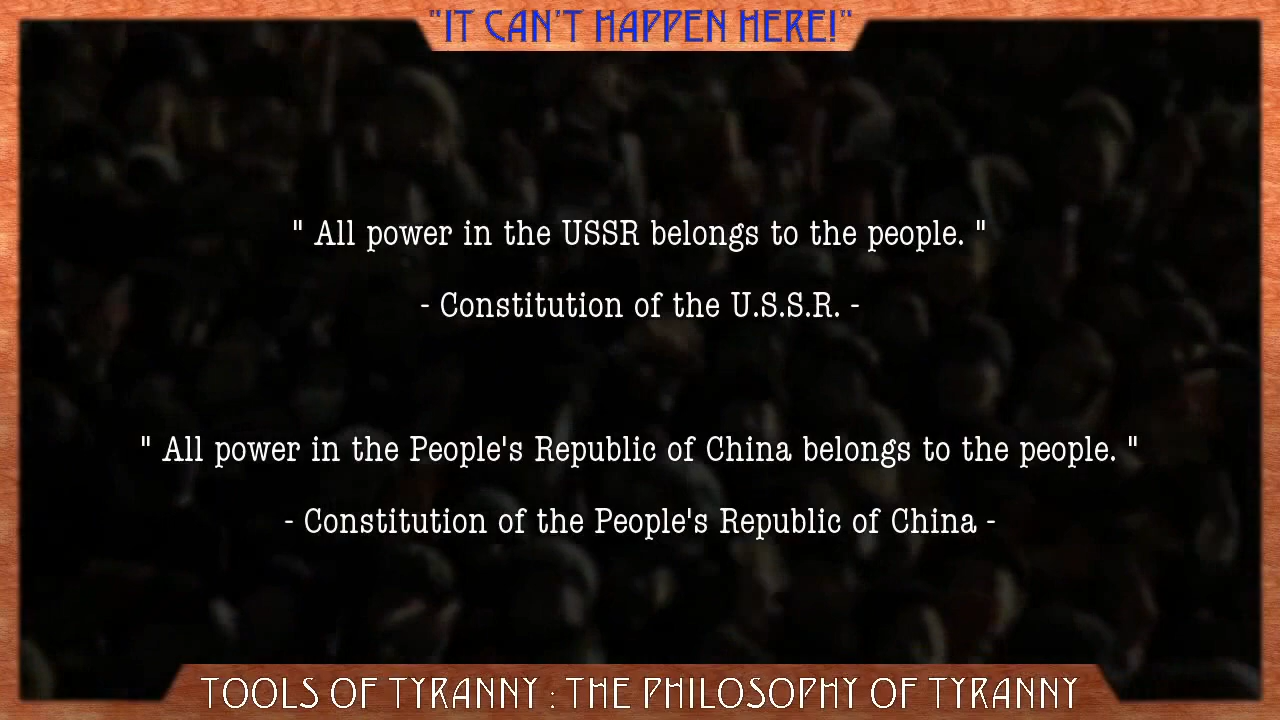 "IT CAN'T HAPPEN HERE!"
" All power in the USSR belongs to the people. "
- Constitution of the U.S.S.R. -
" All power in the People's Republic of China belongs to the people. "
- Constitution of the People's Republic of China -
TOOLS OF TYRANNY : THE PHILOSOPHY OF TYRANNY